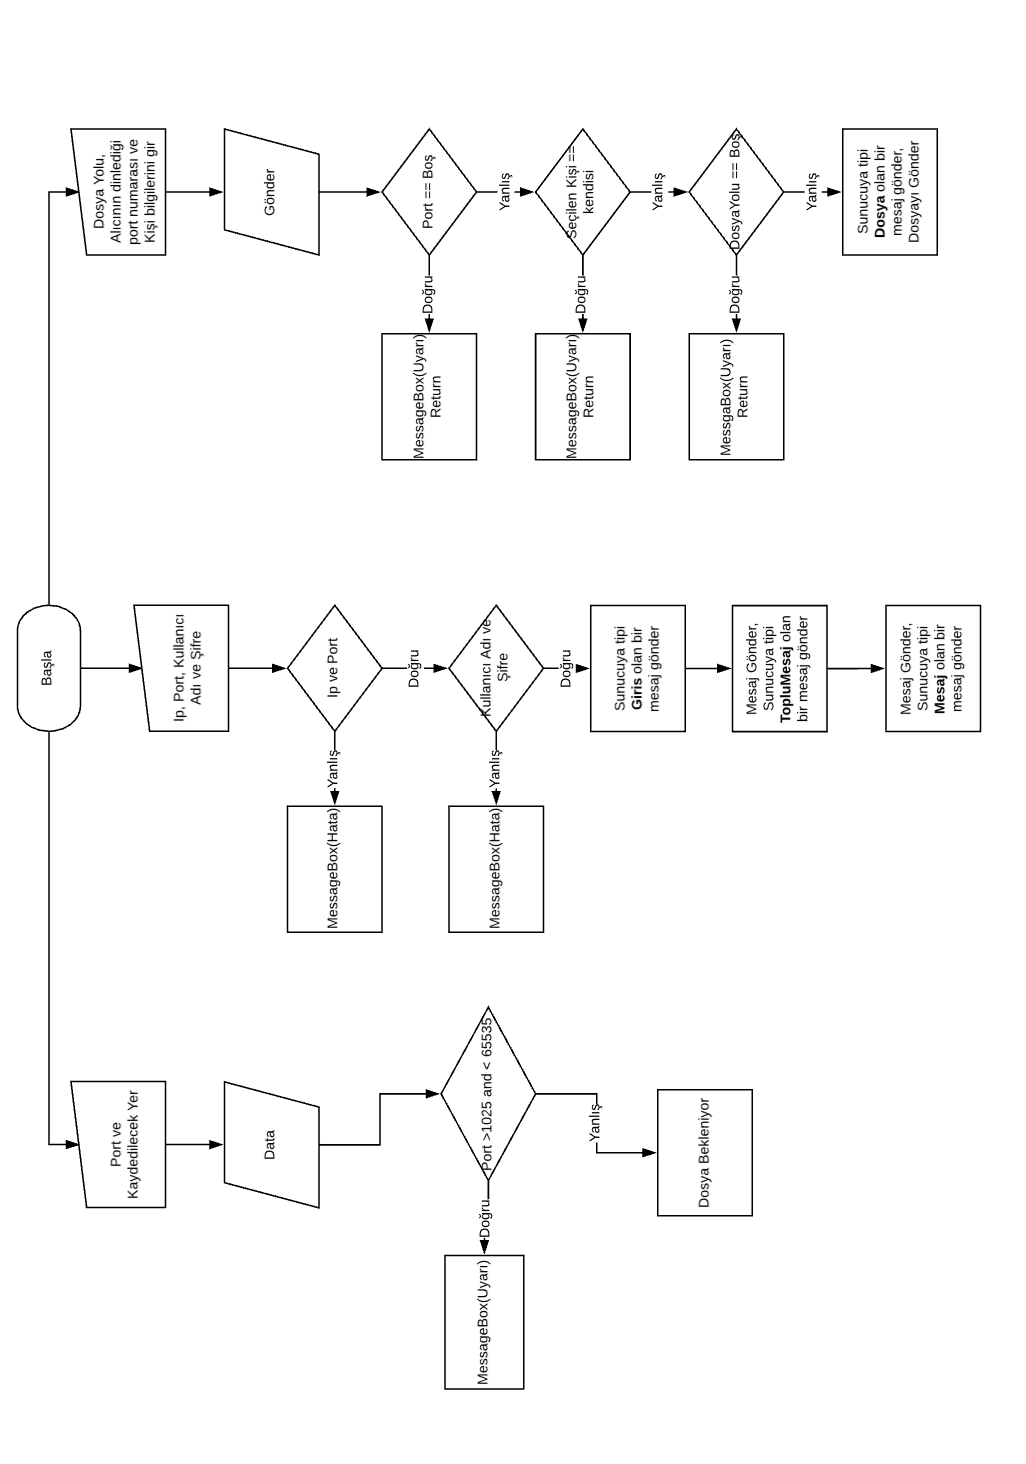 Başla
Port ve
Kaydedilecek Yer
Data
Port >1025 and < 65535
Doğru
MessageBox(Uyarı)
Yanlış
Dosya Bekleniyor
Ip, Port, Kullanıcı
Adı ve Şifre
Ip ve Port
Yanlış
MessageBox(Hata)
Doğru
Kullanıcı Adı ve
Şifre
Yanlış
MessageBox(Hata)
Doğru
Sunucuya tipi
Giris olan bir
mesaj gönder
Mesaj Gönder,
Sunucuya tipi
TopluMesaj olan
bir mesaj gönder
Mesaj Gönder,
Sunucuya tipi
Mesaj olan bir
mesaj gönder
Dosya Yolu,
Alıcının dinlediği
port numarası ve
Kişi bilgilerini gir
Gönder
Port == Boş
Doğru
MessageBox(Uyarı)
Return
Yanlış
Seçilen Kişi ==
kendisi
Doğru
MessageBox(Uyarı)
Return
Yanlış
DosyaYolu == Boş
Doğru
MessgaBox(Uyarı)
Return
Yanlış
Sunucuya tipi
Dosya olan bir
mesaj gönder,
Dosyayı Gönder